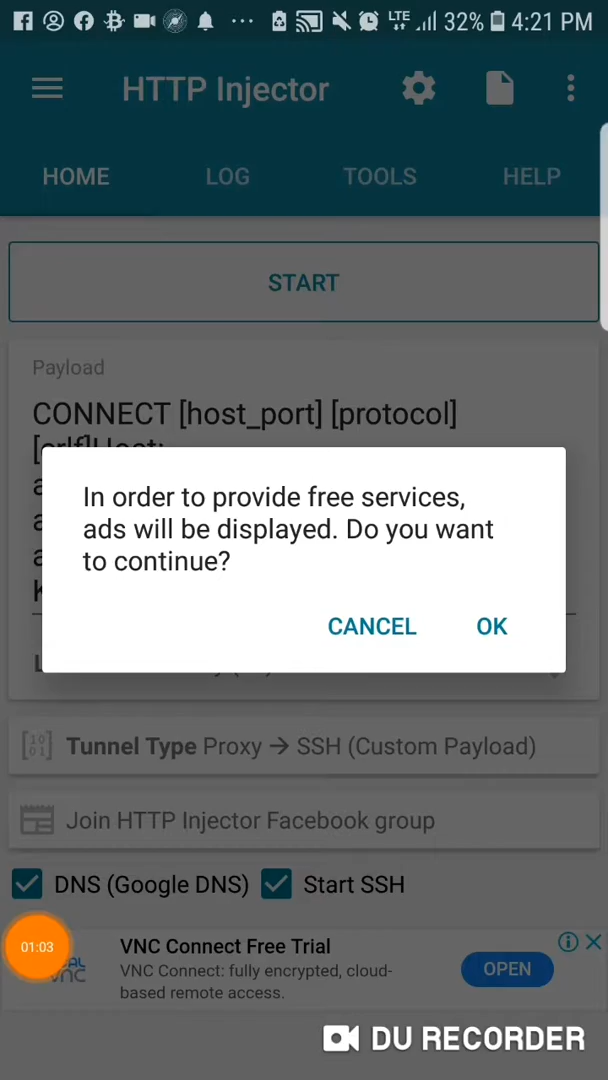 LTE 32% 4:21 PM
HTTP Injector
HOME LOG TOOLS HELP
START
Payload
CONNECT [host_port] [protocol]
[crlf]Host:
In order to provide free services,
ads will be displayed. Do you want
to continue?
CANCEL OK
Tunnel Type Proxy → SSH (Custom Payload)
Join HTTP Injector Facebook group
DNS (Google DNS) Start SSH
01:03
VNC Connect Free Trial
VNC Connect: fully encrypted, cloud-
based remote access.
OPEN
DU RECORDER